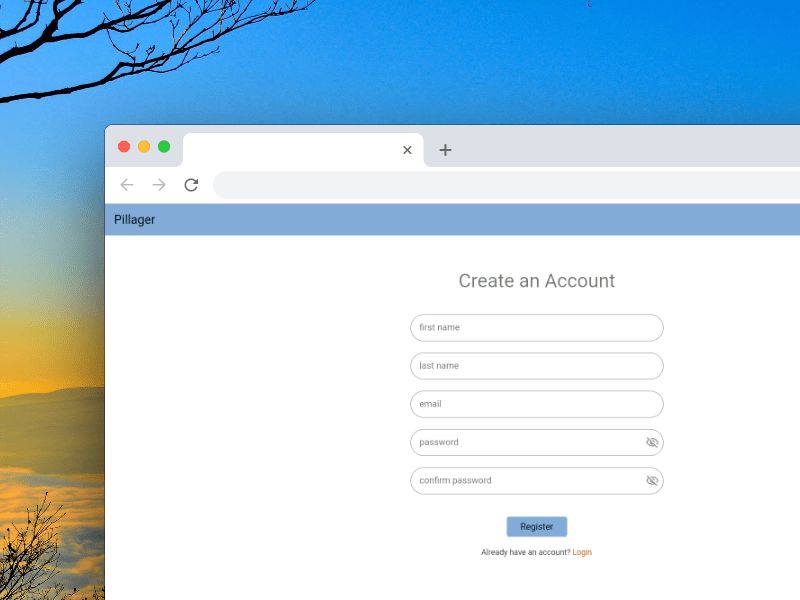 Pillager
Create an Account
first name
last name
email
password
confirm password
Register
Already have an account? Login